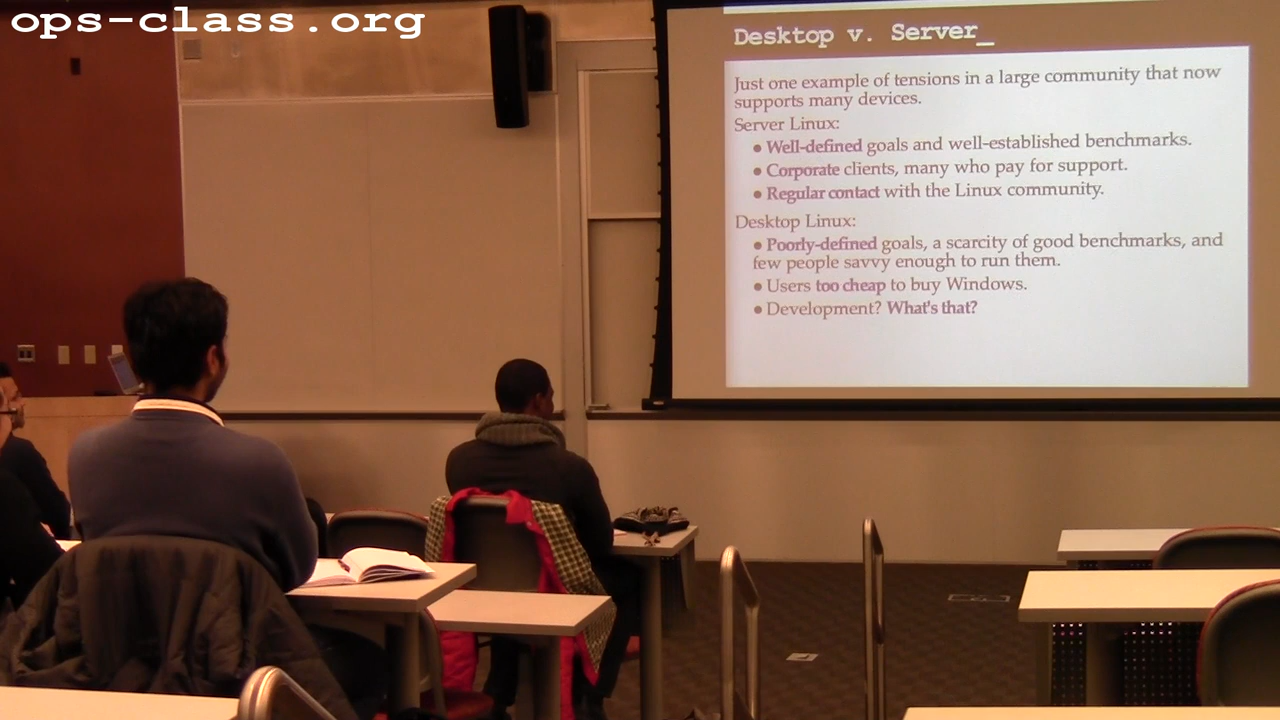 ops-class.org
Desktop v. Server_
Just one example of tensions in a large community that now
supports many devices.
Server Linux:
● Well-defined goals and well-established benchmarks.
● Corporate clients, many who pay for support.
● Regular contact with the Linux community.
Desktop Linux:
● Poorly-defined goals, a scarcity of good benchmarks, and
few people savvy enough to run them.
● Users too cheap to buy Windows.
● Development? What's that?